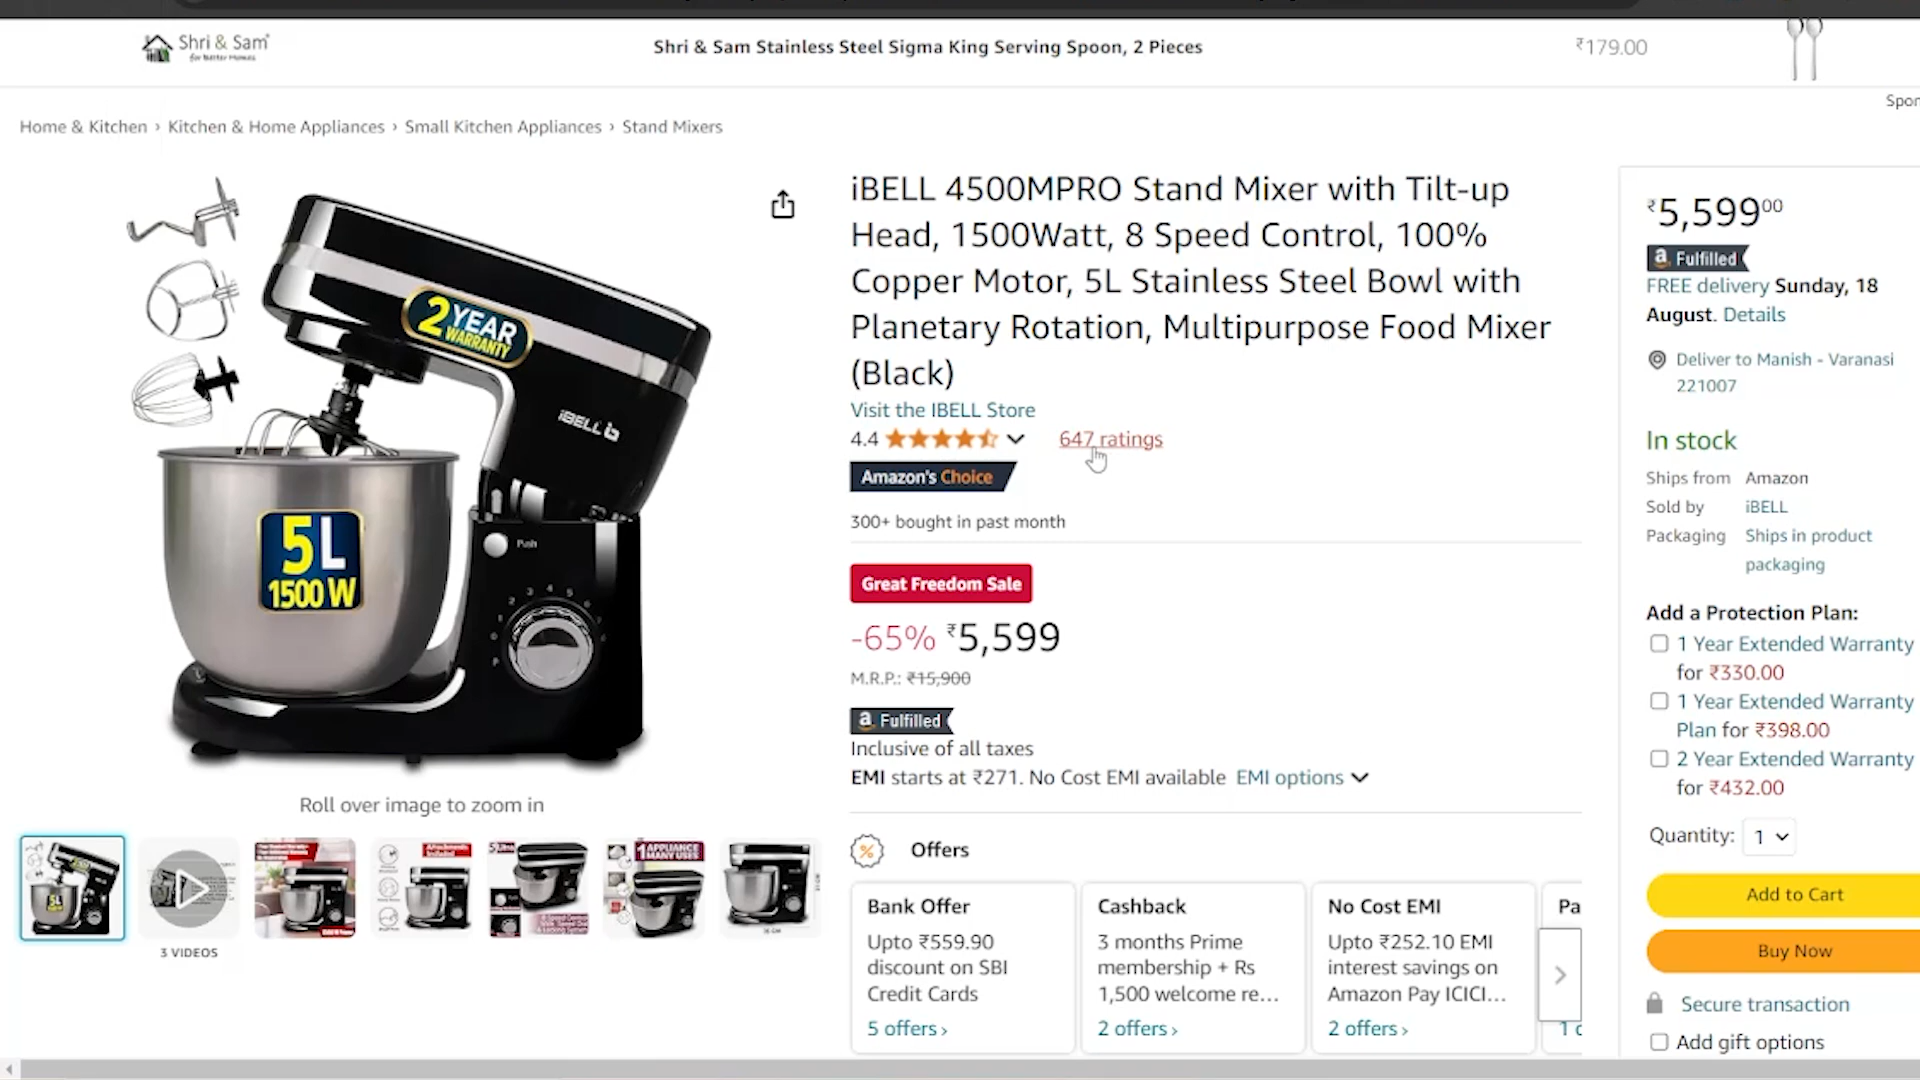 Shri & Sam
for Better Homes
Shri & Sam Stainless Steel Sigma King Serving Spoon, 2 Pieces
₹179.00
Home & Kitchen › Kitchen & Home Appliances › Small Kitchen Appliances › Stand Mixers
iBELL 4500MPRO Stand Mixer with Tilt-up
Head, 1500Watt, 8 Speed Control, 100%
Copper Motor, 5L Stainless Steel Bowl with
Planetary Rotation, Multipurpose Food Mixer
(Black)
Visit the IBELL Store
4.4
647 ratings
Amazon's Choice
300+ bought in past month
Great Freedom Sale
-65% ₹5,599
M.R.P.: ₹15,900
a Fulfilled
Inclusive of all taxes
EMI starts at ₹271. No Cost EMI available EMI options
Offers
Bank Offer
Upto ₹559.90
discount on SBI
Credit Cards
5 offers ›
Cashback
3 months Prime
membership + Rs
1,500 welcome re...
2 offers ›
No Cost EMI
Upto ₹252.10 EMI
interest savings on
Amazon Pay ICICI...
2 offers ›
2 YEAR
WARRANTY
iBELL
5L
1500 W
Push
Roll over image to zoom in
3 VIDEOS
1 APPLIANCE
MANY USES
₹5,599.00
a Fulfilled
FREE delivery Sunday, 18
August. Details
Deliver to Manish - Varanasi
221007
In stock
Ships from Amazon
Sold by iBELL
Packaging Ships in product
packaging
Add a Protection Plan:
1 Year Extended Warranty
for ₹330.00
1 Year Extended Warranty
Plan for ₹398.00
2 Year Extended Warranty
for ₹432.00
Quantity: 1
Add to Cart
Buy Now
Secure transaction
Add gift options